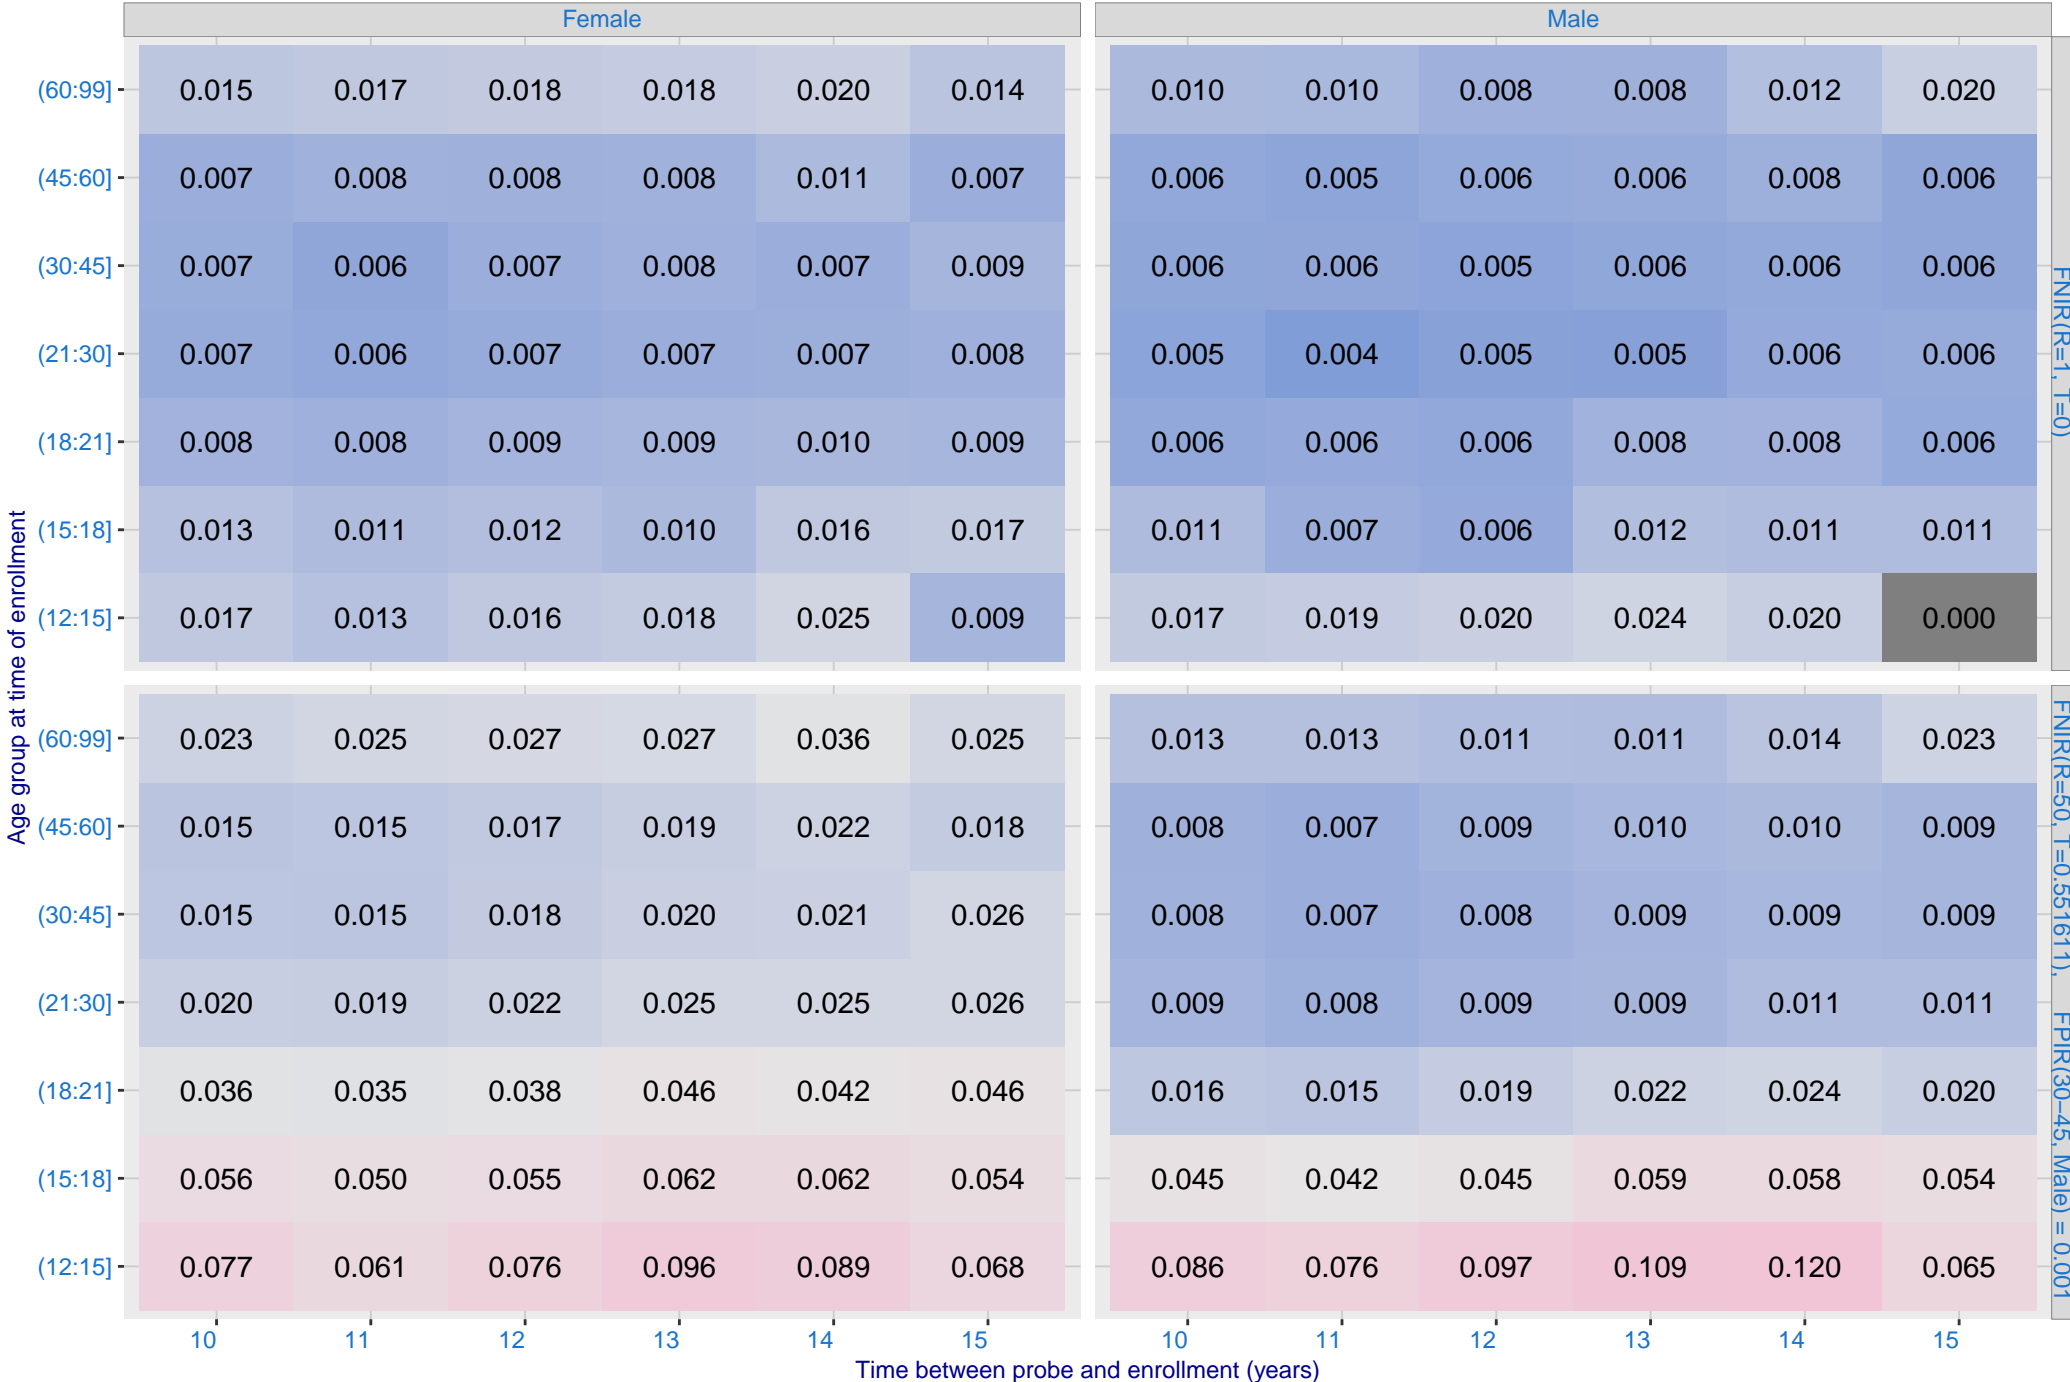 Female Male
(60:99] 0.015 0.017 0.018 0.018 0.020 0.014 0.010 0.010 0.008 0.008 0.012 0.020
(45:60] 0.007 0.008 0.008 0.008 0.011 0.007 0.006 0.005 0.006 0.006 0.008 0.006
(30:45] 0.007 0.006 0.007 0.008 0.007 0.009 0.006 0.006 0.005 0.006 0.006 0.006
(21:30] 0.007 0.006 0.007 0.007 0.007 0.008 0.005 0.004 0.005 0.005 0.006 0.006
(18:21] 0.008 0.008 0.009 0.009 0.010 0.009 0.006 0.006 0.006 0.008 0.008 0.006
(15:18] 0.013 0.011 0.012 0.010 0.016 0.017 0.011 0.007 0.006 0.012 0.011 0.011
(12:15] 0.017 0.013 0.016 0.018 0.025 0.009 0.017 0.019 0.020 0.024 0.020 0.000
FNIR(R=1, T=0)
Age group at time of enrollment
(60:99] 0.023 0.025 0.027 0.027 0.036 0.025 0.013 0.013 0.011 0.011 0.014 0.023
(45:60] 0.015 0.015 0.017 0.019 0.022 0.018 0.008 0.007 0.009 0.010 0.010 0.009
(30:45] 0.015 0.015 0.018 0.020 0.021 0.026 0.008 0.007 0.008 0.009 0.009 0.009
(21:30] 0.020 0.019 0.022 0.025 0.025 0.026 0.009 0.008 0.009 0.009 0.011 0.011
(18:21] 0.036 0.035 0.038 0.046 0.042 0.046 0.016 0.015 0.019 0.022 0.024 0.020
(15:18] 0.056 0.050 0.055 0.062 0.062 0.054 0.045 0.042 0.045 0.059 0.058 0.054
(12:15] 0.077 0.061 0.076 0.096 0.089 0.068 0.086 0.076 0.097 0.109 0.120 0.065
FNIR(R=50, T=0.551611), FPIR(30−45, Male) = 0.001
10 11 12 13 14 15 10 11 12 13 14 15
Time between probe and enrollment (years)